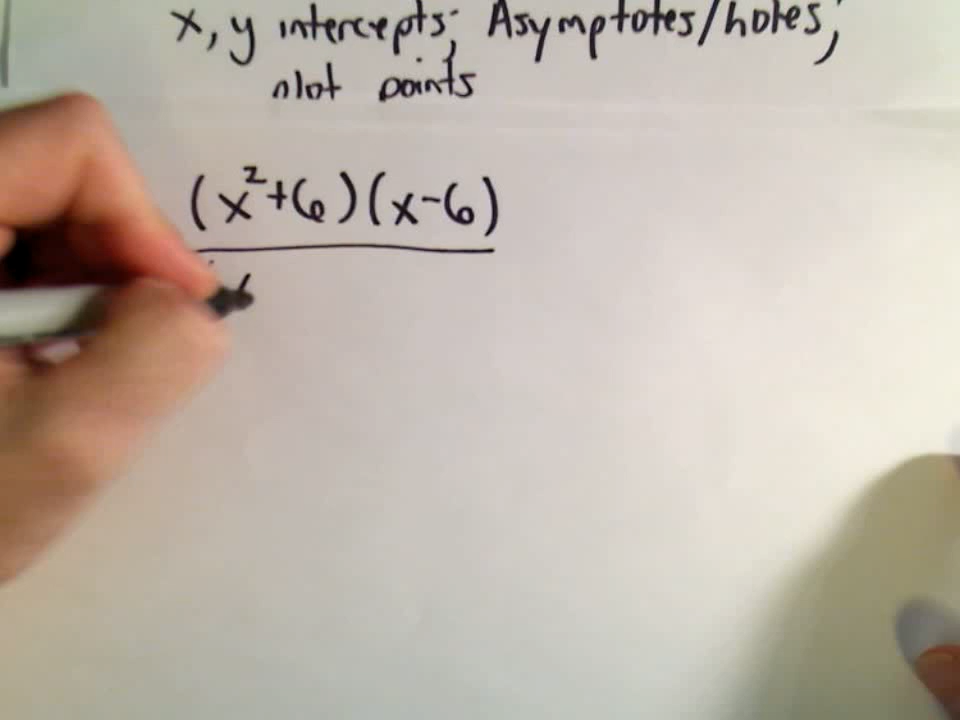 x, y intercepts; Asymptotes/holes;
plot points
(x²+6)(x-6)